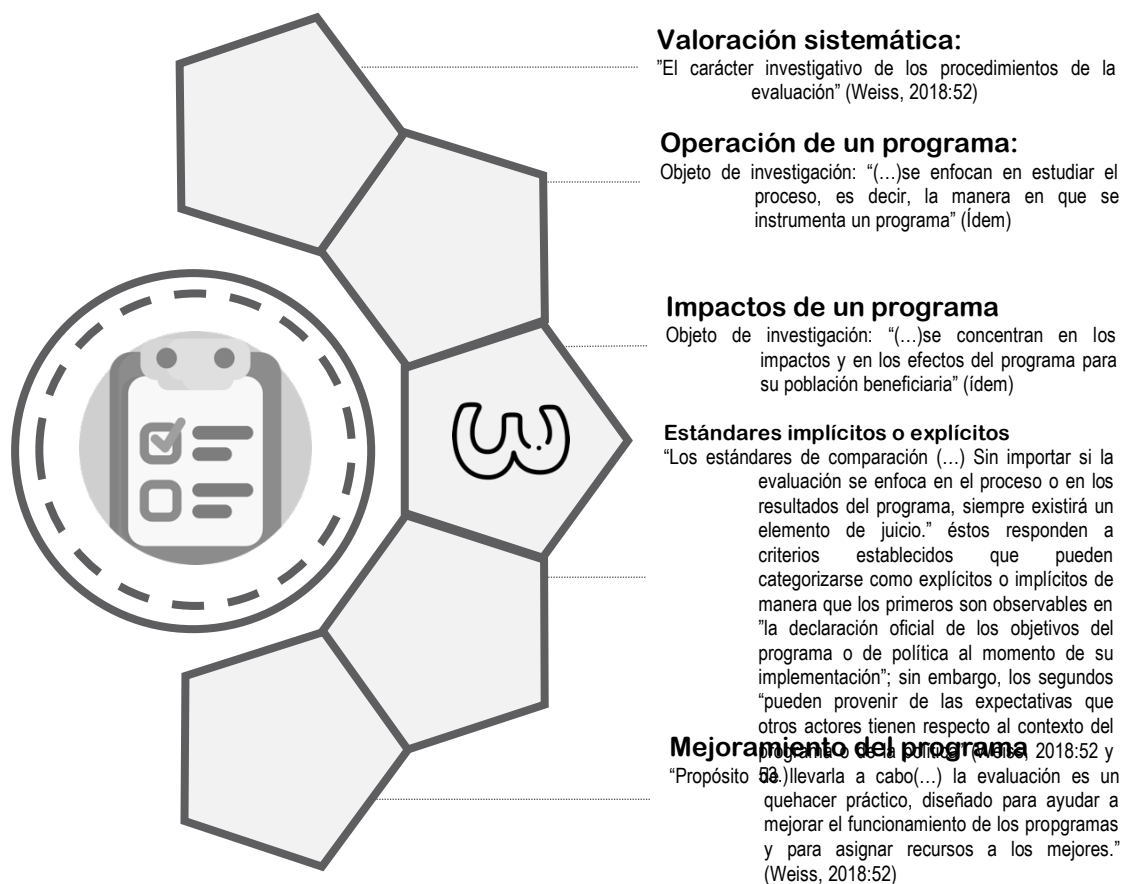 Valoración sistemática:
”El carácter investigativo de los procedimientos de la
evaluación” (Weiss, 2018:52)
Operación de un programa:
Objeto de investigación: “(…)se enfocan en estudiar el
proceso, es decir, la manera en que se
instrumenta un programa” (Ídem)
Impactos de un programa
Objeto de investigación: “(…)se concentran en los
impactos y en los efectos del programa para
su población beneficiaria” (ídem)
Estándares implícitos o explícitos
“Los estándares de comparación (…) Sin importar si la
evaluación se enfoca en el proceso o en los
resultados del programa, siempre existirá un
elemento de juicio.” éstos responden a
criterios establecidos que pueden
categorizarse como explícitos o implícitos de
manera que los primeros son observables en
”la declaración oficial de los objetivos del
programa o de política al momento de su
implementación”; sin embargo, los segundos
“pueden provenir de las expectativas que
otros actores tienen respecto al contexto del
programa o de la política” (Weiss, 2018:52 y
53.)
Mejoramiento del programa
“Propósito de llevarla a cabo(…) la evaluación es un
quehacer práctico, diseñado para ayudar a
mejorar el funcionamiento de los propgramas
y para asignar recursos a los mejores.”
(Weiss, 2018:52)